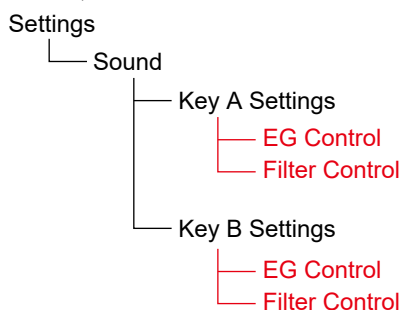 Settings
Sound
Key A Settings
EG Control
Filter Control
Key B Settings
EG Control
Filter Control